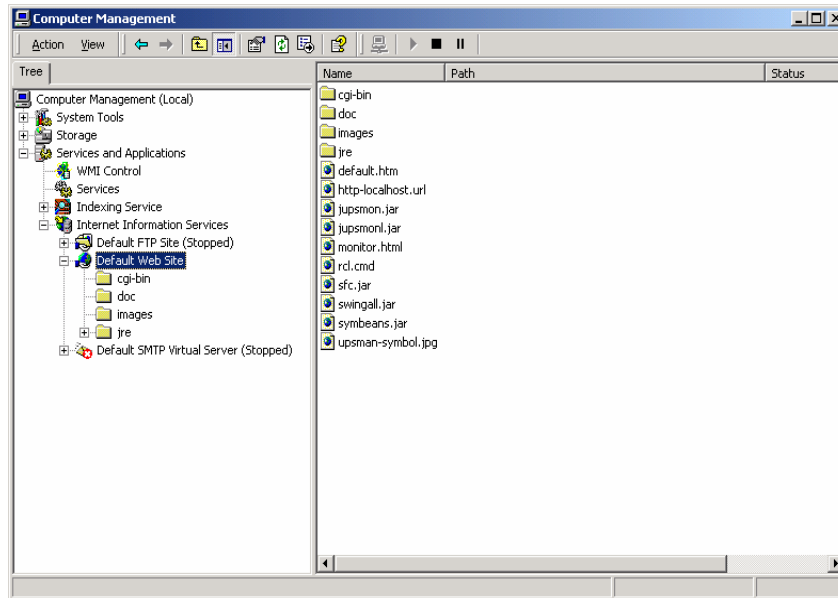 Computer Management
Action View
Tree
Name Path Status
Computer Management (Local)
System Tools
Storage
Services and Applications
WMI Control
Services
Indexing Service
Internet Information Services
Default FTP Site (Stopped)
Default Web Site
cgi-bin
doc
images
jre
Default SMTP Virtual Server (Stopped)
cgi-bin
doc
images
jre
default.htm
http-localhost.url
jupsmon.jar
jupsmonl.jar
monitor.html
rcl.cmd
sfc.jar
swingall.jar
symbeans.jar
upsman-symbol.jpg